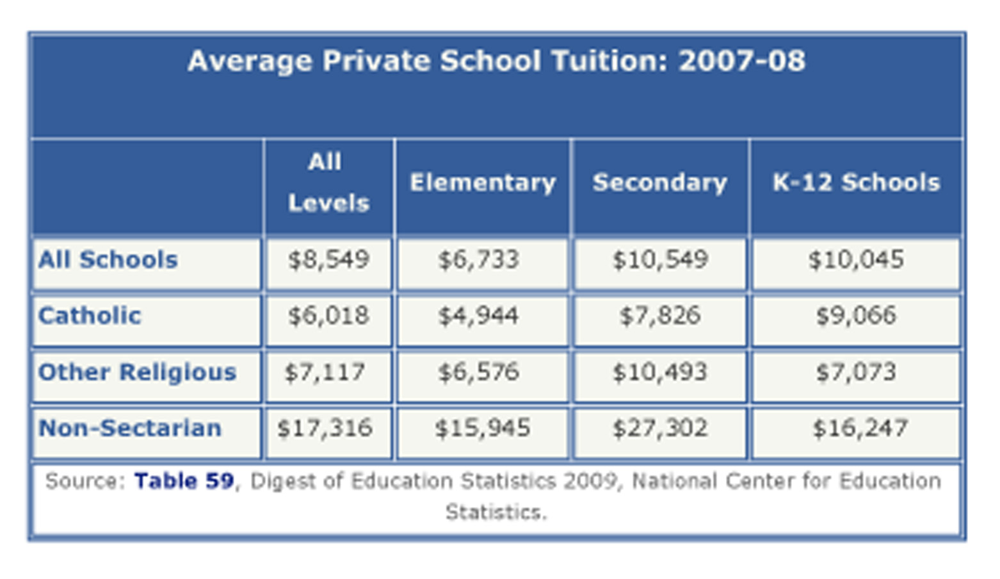 Average Private School Tuition: 2007-08
All
Levels
Elementary
Secondary
K-12 Schools
All Schools $8,549 $6,733 $10,549 $10,045
Catholic $6,018 $4,944 $7,826 $9,066
Other Religious $7,117 $6,576 $10,493 $7,073
Non-Sectarian $17,316 $15,945 $27,302 $16,247
Source: Table 59, Digest of Education Statistics 2009, National Center for Education
Statistics.